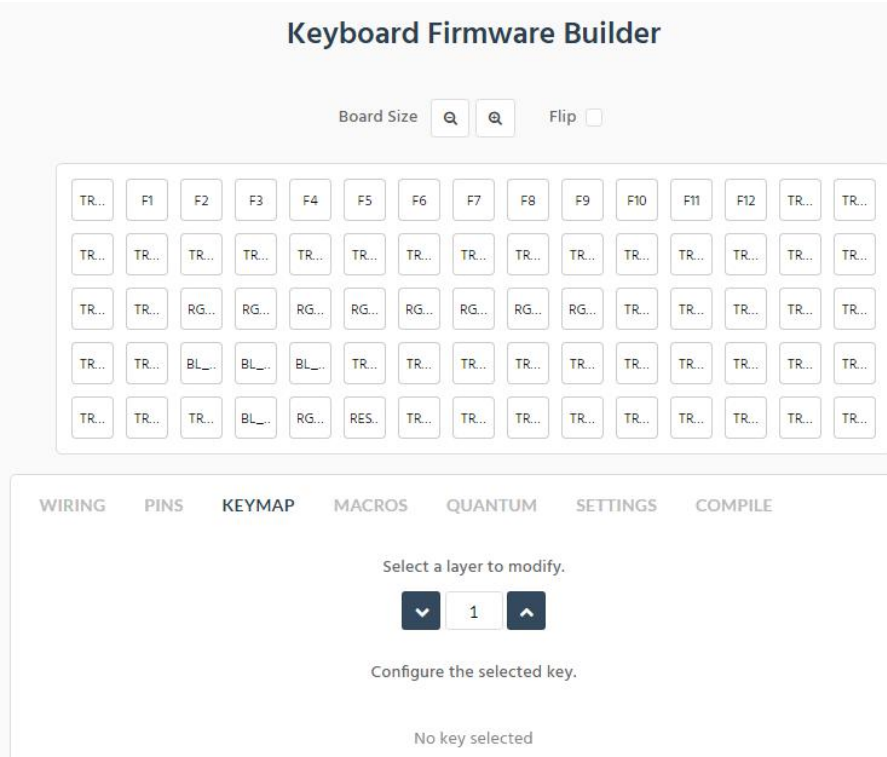 Keyboard Firmware Builder
Board Size Flip
TR... F1 F2 F3 F4 F5 F6 F7 F8 F9 F10 F11 F12 TR... TR...
TR... TR... TR... TR... TR... TR... TR... TR... TR... TR... TR... TR... TR... TR... TR...
TR... TR... RG... RG... RG... RG... RG... RG... RG... RG... TR... TR... TR... TR... TR...
TR... TR... BL_.. BL_.. BL_.. TR... TR... TR... TR... TR... TR... TR... TR... TR... TR...
TR... TR... TR... BL_.. RG... RES.. TR... TR... TR... TR... TR... TR... TR... TR... TR...
WIRING PINS KEYMAP MACROS QUANTUM SETTINGS COMPILE
Select a layer to modify.
1
Configure the selected key.
No key selected